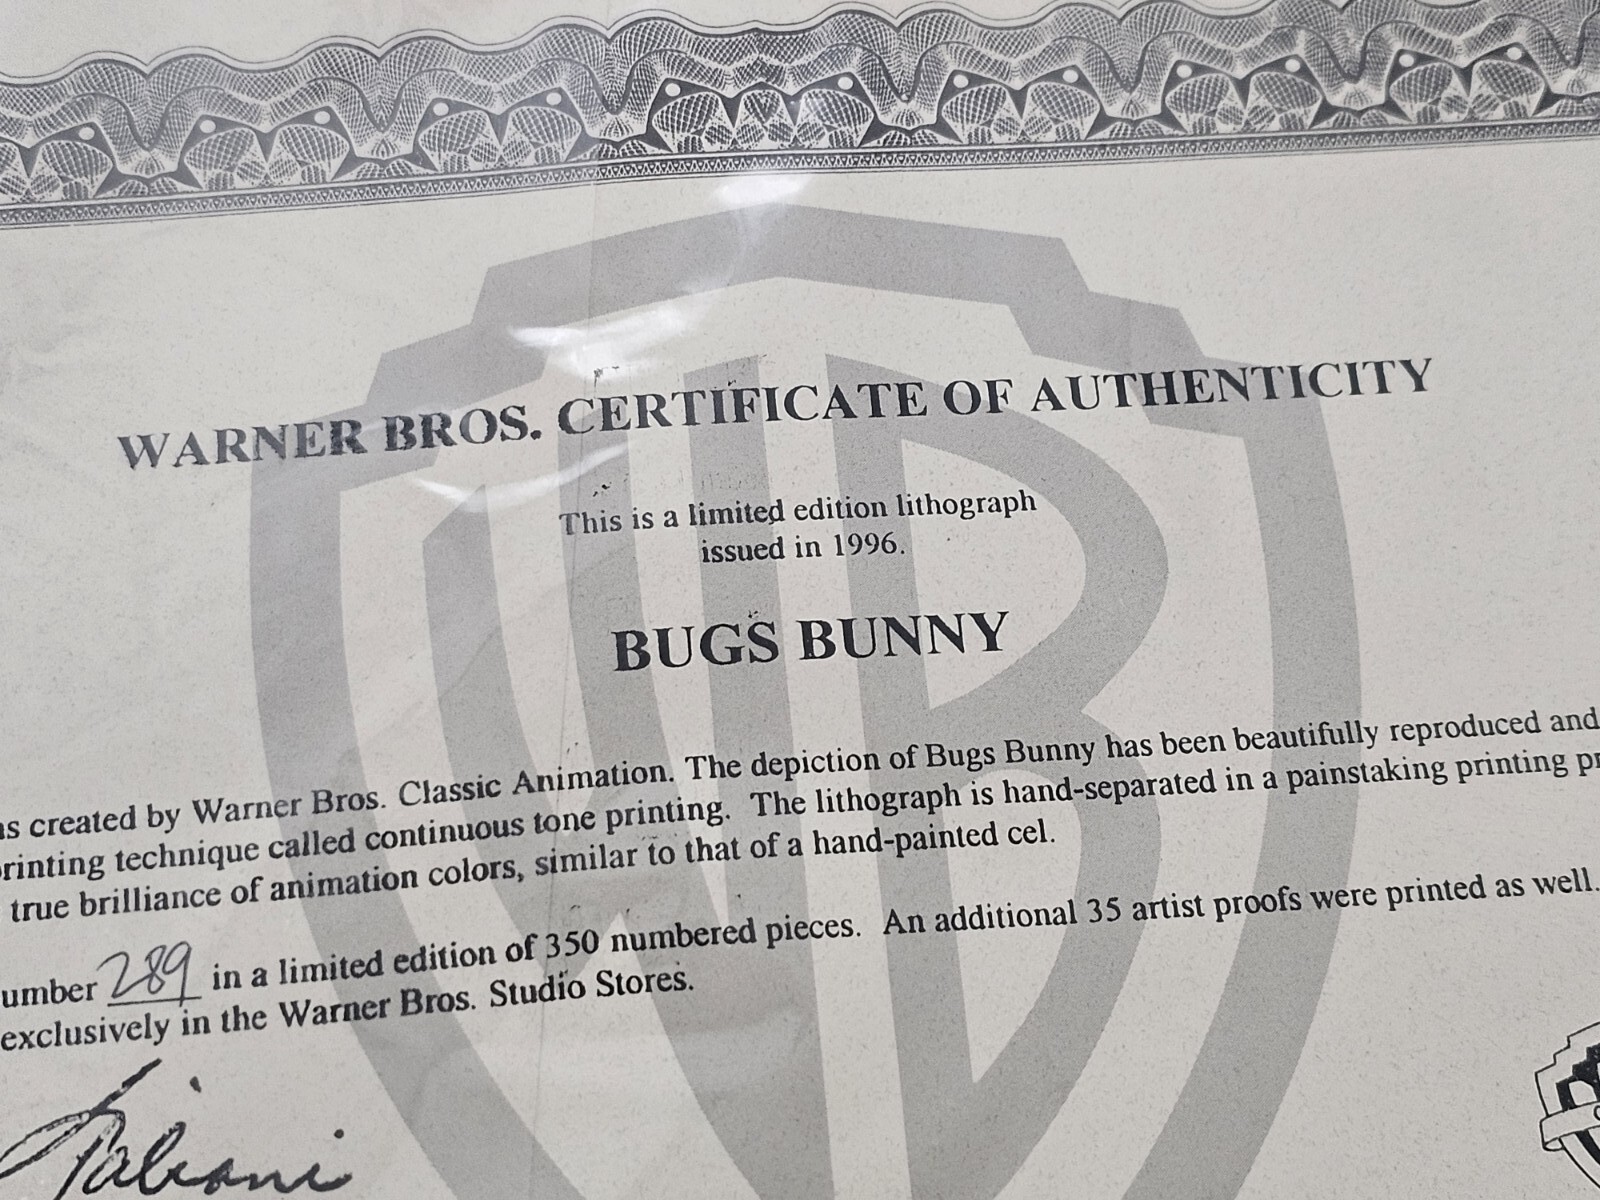 WARNER BROS. CERTIFICATE OF AUTHENTICITY
This is a limited edition lithograph
issued in 1996.
BUGS BUNNY
created by Warner Bros. Classic Animation. The depiction of Bugs Bunny has been beautifully reproduced and
technique called continuous tone printing. The lithograph is hand-separated in a painstaking printing
true brilliance of animation colors, similar to that of a hand-painted cel.
289 in a limited edition of 350 numbered pieces. An additional 35 artist proofs were printed as well.
exclusively in the Warner Bros. Studio Stores.